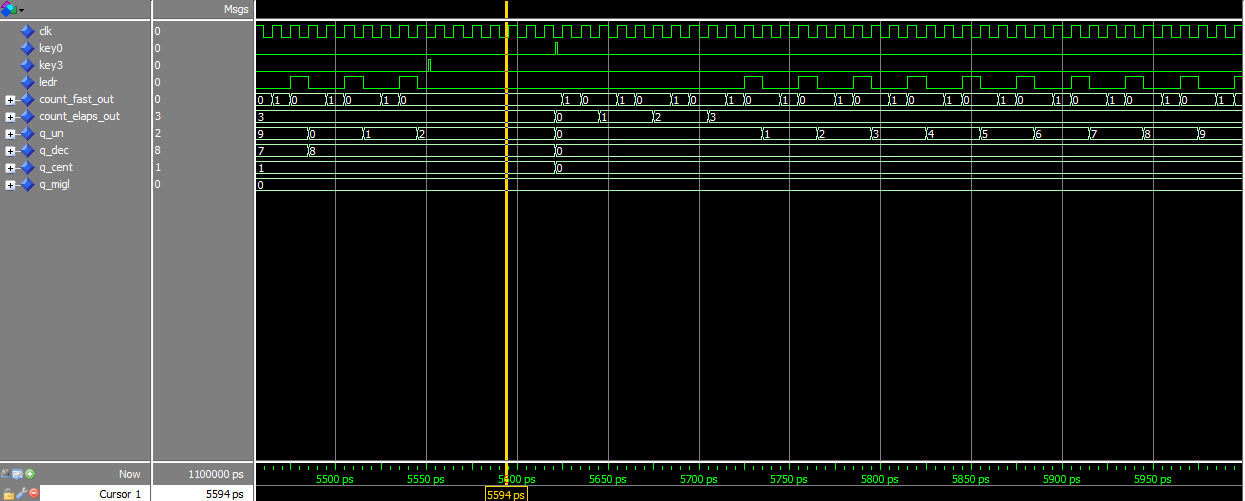 Msgs
clk 0
key0 0
key3 0
ledr 0
count_fast_out 0 0 1 0 1 0 1 0 1 0 1 0 1 0 1 0 1 0 1 0 1 0 1 0 1 0 1 0 1 0 1 0 1 0 1
count_elaps_out 3 3 0 1 2 3
q_un 2 9 0 1 2 0 1 2 3 4 5 6 7 8 9
q_dec 8 7 8 0
q_cent 1 1 0
q_migl 0 0
Now 1100000 ps 5500 ps 5550 ps 5600 ps 5650 ps 5700 ps 5750 ps 5800 ps 5850 ps 5900 ps 5950 ps
Cursor 1 5594 ps 5594 ps